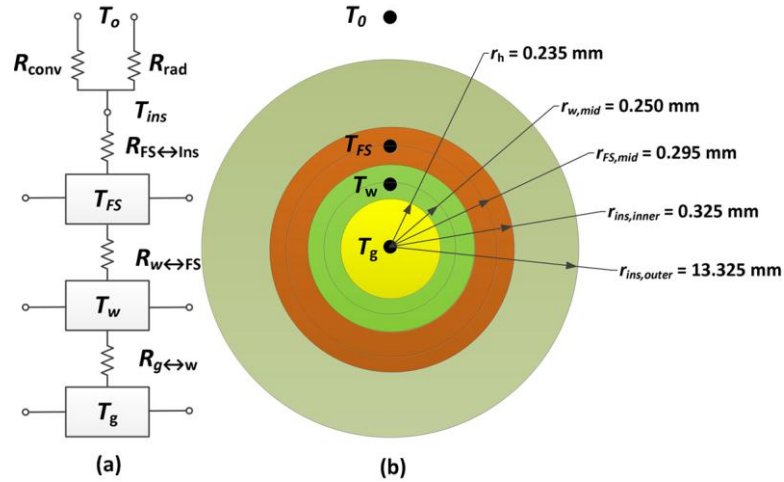 T_o
R_conv
R_rad
T_ins
R_FS↔Ins
T_FS
R_w↔FS
T_w
R_g↔w
T_g
(a)
T_0
r_h = 0.235 mm
r_w,mid = 0.250 mm
r_FS,mid = 0.295 mm
r_ins,inner = 0.325 mm
r_ins,outer = 13.325 mm
T_FS
T_w
T_g
(b)